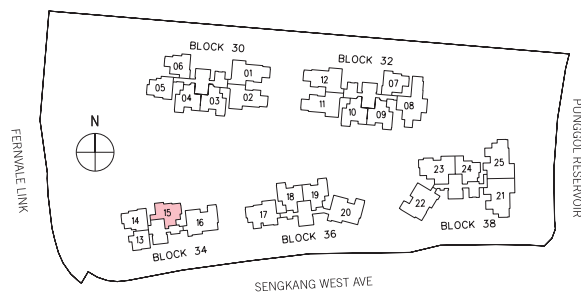 BLOCK 30
06
01
05
04
03
02
BLOCK 32
12
07
11
10
09
08
N
FERNVALE LINK
PUNGGOL RESERVOIR
23
24
25
22
21
BLOCK 38
14
15
16
13
BLOCK 34
18
19
17
20
BLOCK 36
SENGKANG WEST AVE